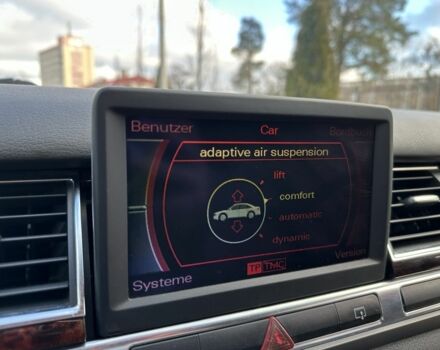 Benutzer Car Bordbuch
adaptive air suspension
lift
comfort
automatic
dynamic
Version
TP TMC
Systeme